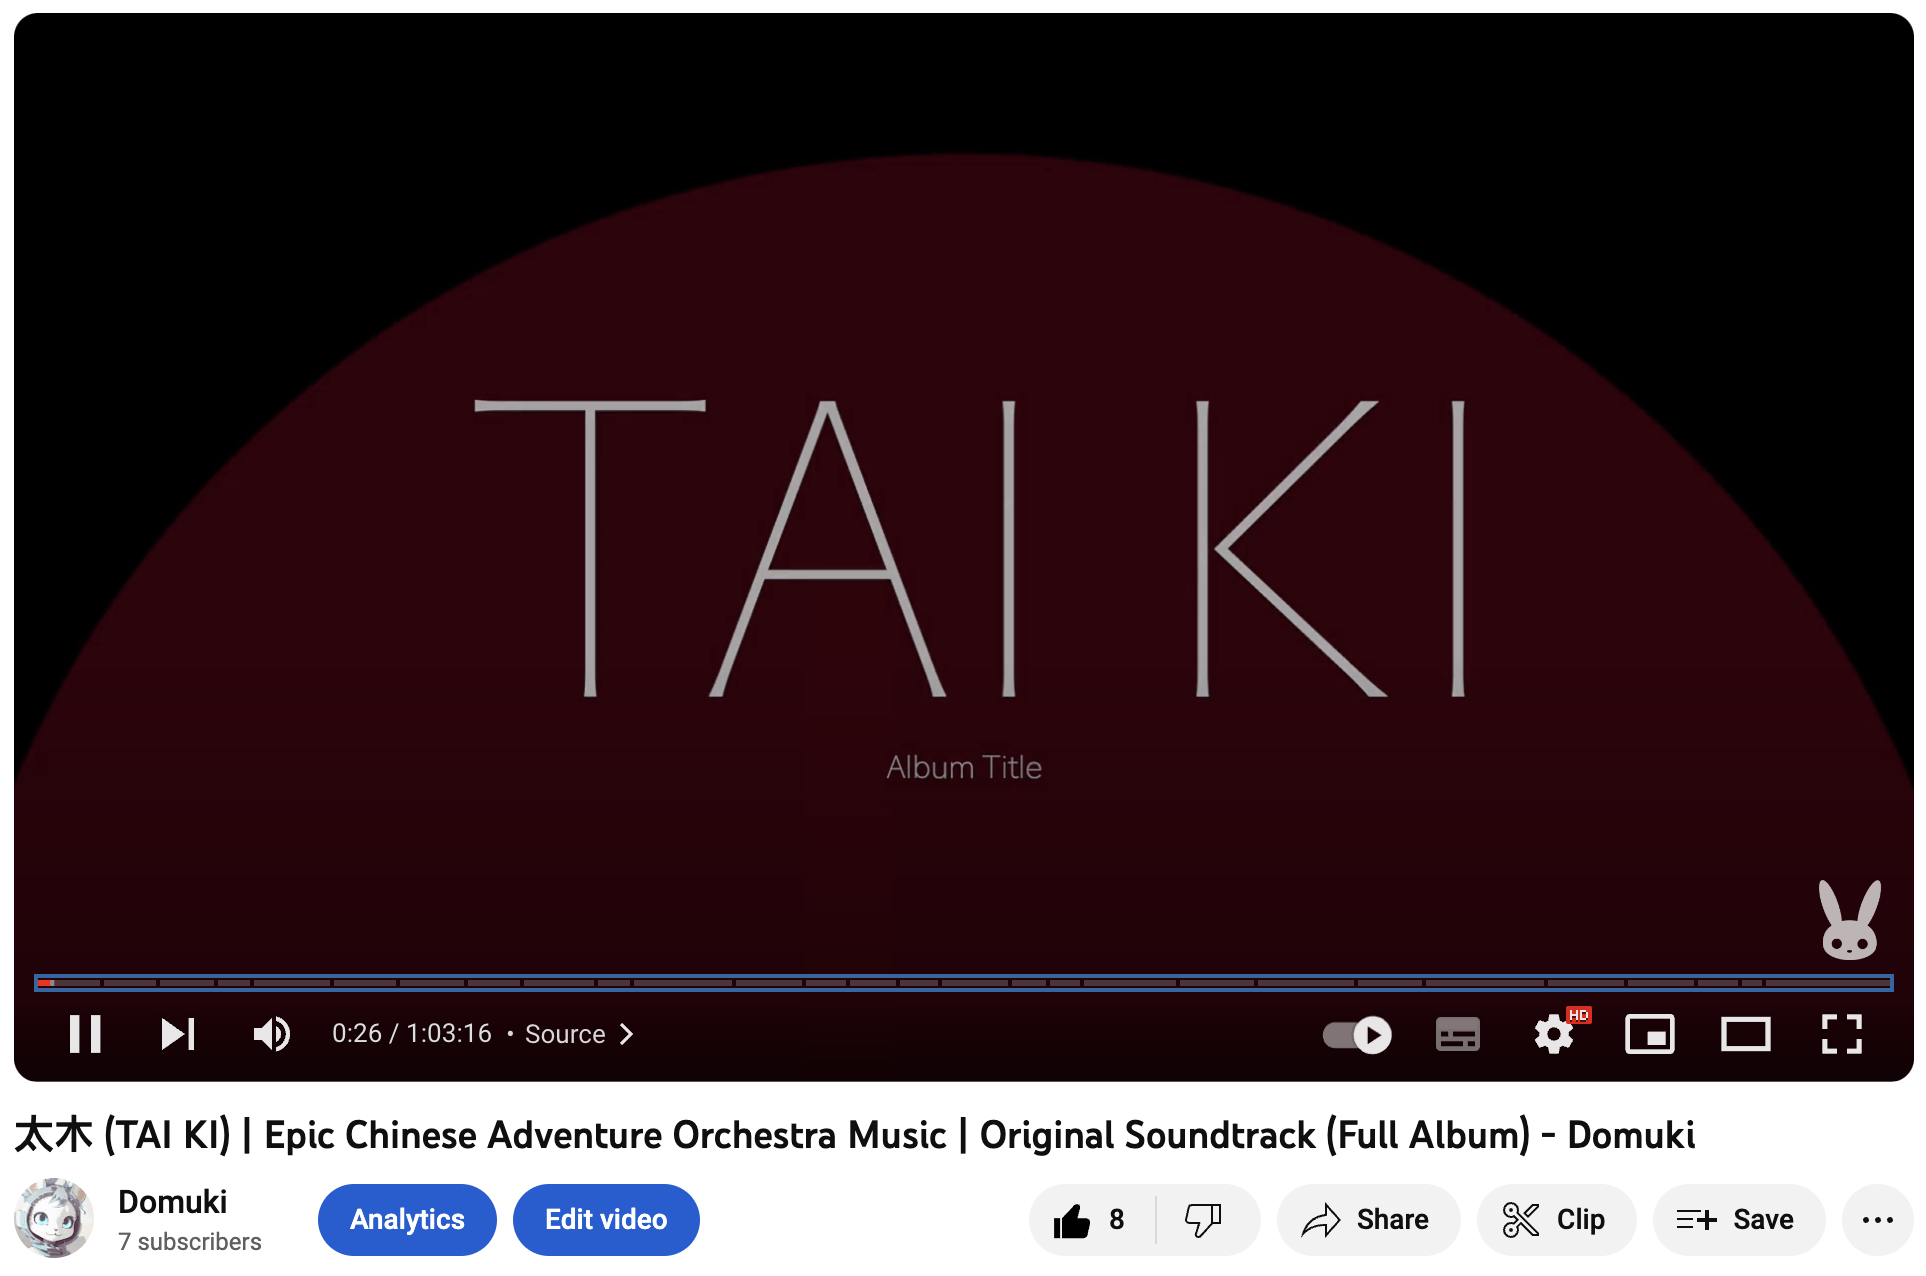 TAI KI
Album Title
0:26 / 1:03:16 • Source
HD
太木 (TAI KI) | Epic Chinese Adventure Orchestra Music | Original Soundtrack (Full Album) - Domuki
Domuki
7 subscribers
Analytics
Edit video
8
Share
Clip
Save